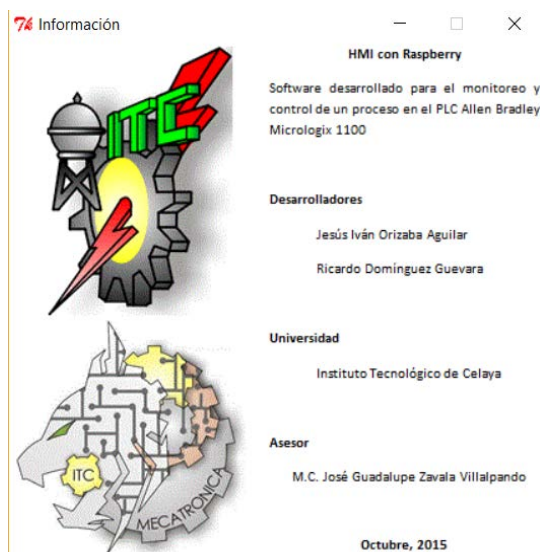 Información
HMI con Raspberry
Software desarrollado para el monitoreo y
control de un proceso en el PLC Allen Bradley
Micrologix 1100
ITC
Desarrolladores
Jesús Iván Orizaba Aguilar
Ricardo Domínguez Guevara
Universidad
Instituto Tecnológico de Celaya
Asesor
M.C. José Guadalupe Zavala Villalpando
ITC
MECATRONICA
Octubre, 2015